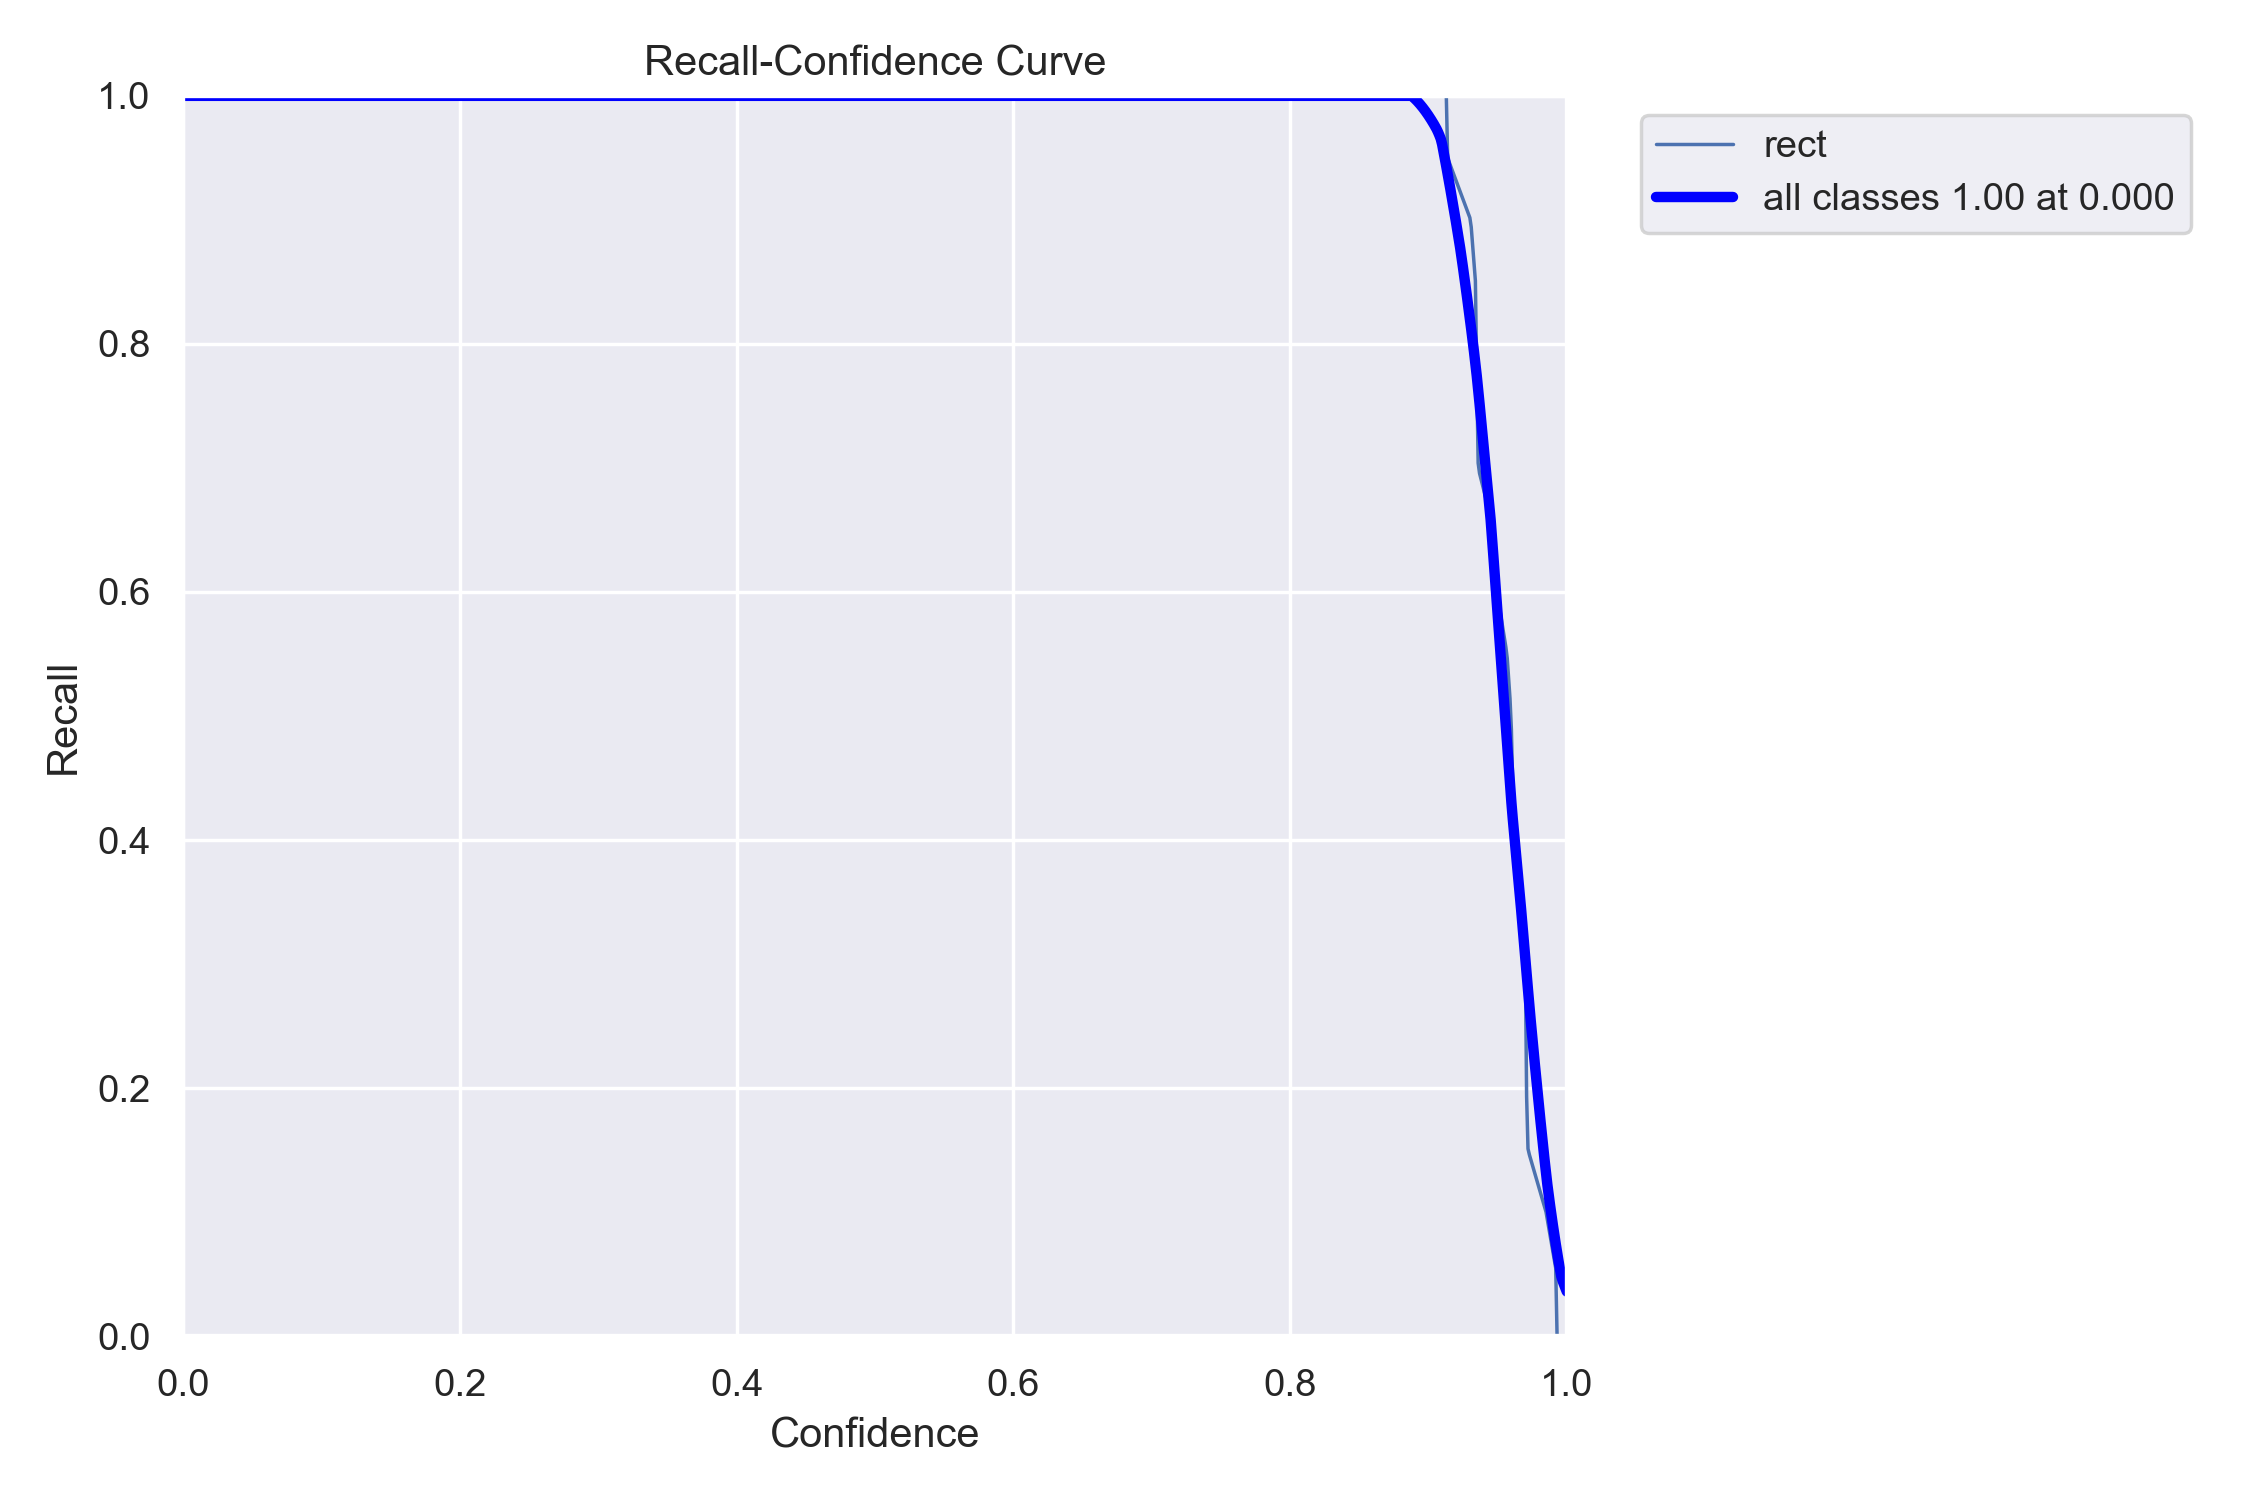 Recall-Confidence Curve
rect
all classes 1.00 at 0.000
1.0
0.8
0.6
0.4
0.2
0.0
Recall
0.0 0.2 0.4 0.6 0.8 1.0
Confidence